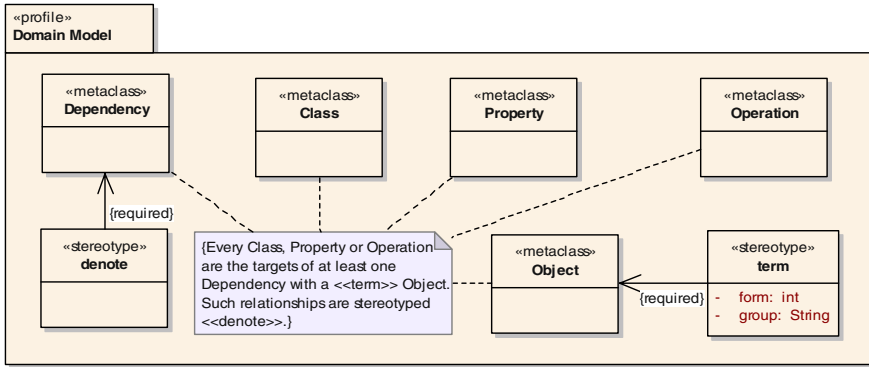 «profile»
Domain Model
«metaclass»
Dependency
«metaclass»
Class
«metaclass»
Property
«metaclass»
Operation
{required}
«stereotype»
denote
{Every Class, Property or Operation
are the targets of at least one
Dependency with a <<term>> Object.
Such relationships are stereotyped
<<denote>>.}
«metaclass»
Object
{required}
«stereotype»
term
- form: int
- group: String